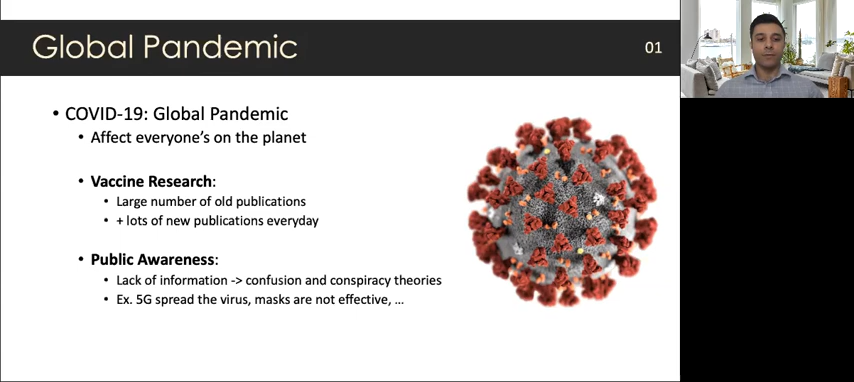 Global Pandemic
01
• COVID-19: Global Pandemic
• Affect everyone's on the planet
• Vaccine Research:
• Large number of old publications
• + lots of new publications everyday
• Public Awareness:
• Lack of information -> confusion and conspiracy theories
• Ex. 5G spread the virus, masks are not effective, ...